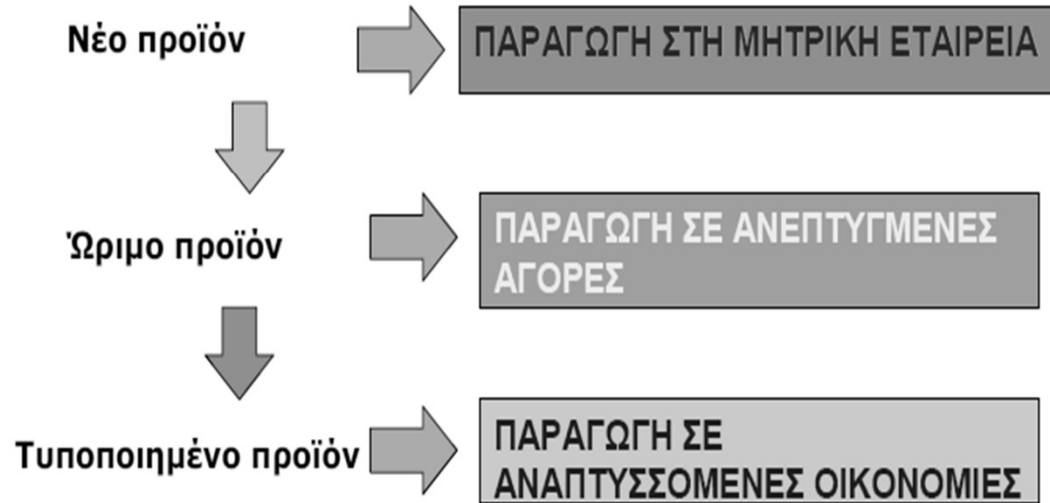 Νέο προϊόν
ΠΑΡΑΓΩΓΗ ΣΤΗ ΜΗΤΡΙΚΗ ΕΤΑΙΡΕΙΑ
Ώριμο προϊόν
ΠΑΡΑΓΩΓΗ ΣΕ ΑΝΕΠΤΥΓΜΕΝΕΣ
ΑΓΟΡΕΣ
Τυποποιημένο προϊόν
ΠΑΡΑΓΩΓΗ ΣΕ
ΑΝΑΠΤΥΣΣΟΜΕΝΕΣ ΟΙΚΟΝΟΜΙΕΣ